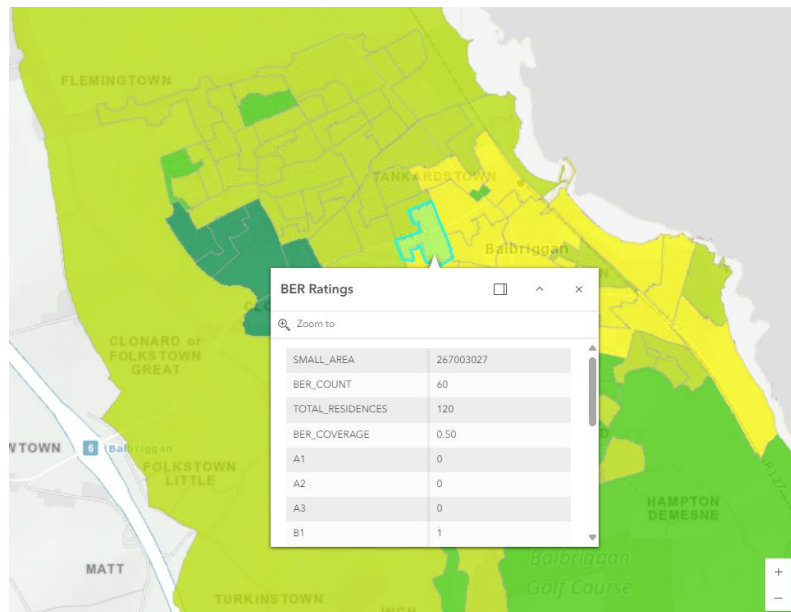 FLEMINGTOWN
TANKARDSTOWN
Balbriggan
BER Ratings
Zoom to
SMALL_AREA 267003027
BER_COUNT 60
TOTAL_RESIDENCES 120
BER_COVERAGE 0.50
A1 0
A2 0
A3 0
B1 1
CLONARD or
FOLKSTOWN
GREAT
6 Balbriggan
FOLKSTOWN
LITTLE
R127
HAMPTON
DEMESNE
MATT
Balbriggan
Golf Course
TURKINSTOWN
+
−